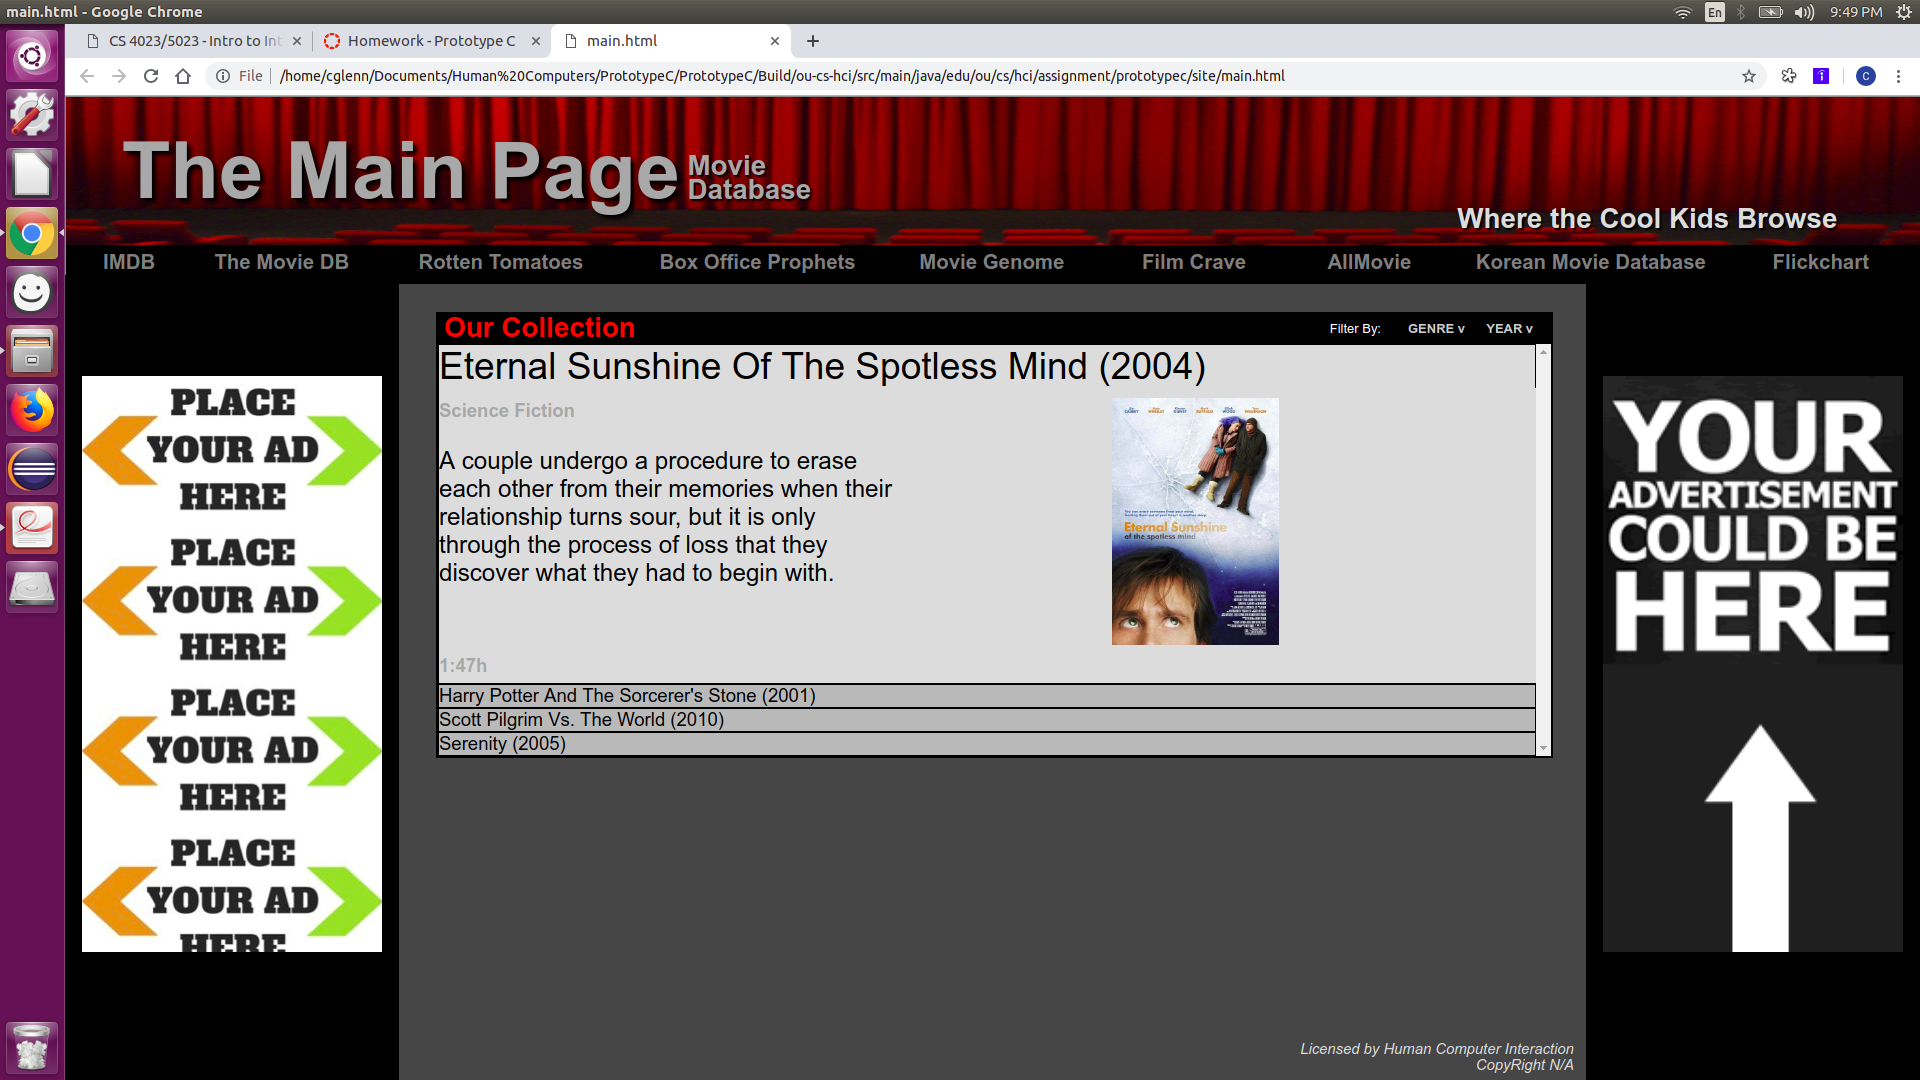 main.html - Google Chrome
En
9:49 PM
CS 4023/5023 - Intro to Int
Homework - Prototype C
main.html
File
/home/cglenn/Documents/Human%20Computers/PrototypeC/PrototypeC/Build/ou-cs-hci/src/main/java/edu/ou/cs/hci/assignment/prototypec/site/main.html
C
The Main Page
Movie
Database
Where the Cool Kids Browse
IMDB
The Movie DB
Rotten Tomatoes
Box Office Prophets
Movie Genome
Film Crave
AllMovie
Korean Movie Database
Flickchart
Our Collection
Filter By:
GENRE v
YEAR v
Eternal Sunshine Of The Spotless Mind (2004)
Science Fiction
A couple undergo a procedure to erase
each other from their memories when their
relationship turns sour, but it is only
through the process of loss that they
discover what they had to begin with.
Eternal Sunshine
of the spotless mind
1:47h
Harry Potter And The Sorcerer's Stone (2001)
Scott Pilgrim Vs. The World (2010)
Serenity (2005)
PLACE
YOUR AD
HERE
PLACE
YOUR AD
HERE
PLACE
YOUR AD
HERE
PLACE
YOUR AD
HERE
YOUR
ADVERTISEMENT
COULD BE
HERE
Licensed by Human Computer Interaction
CopyRight N/A